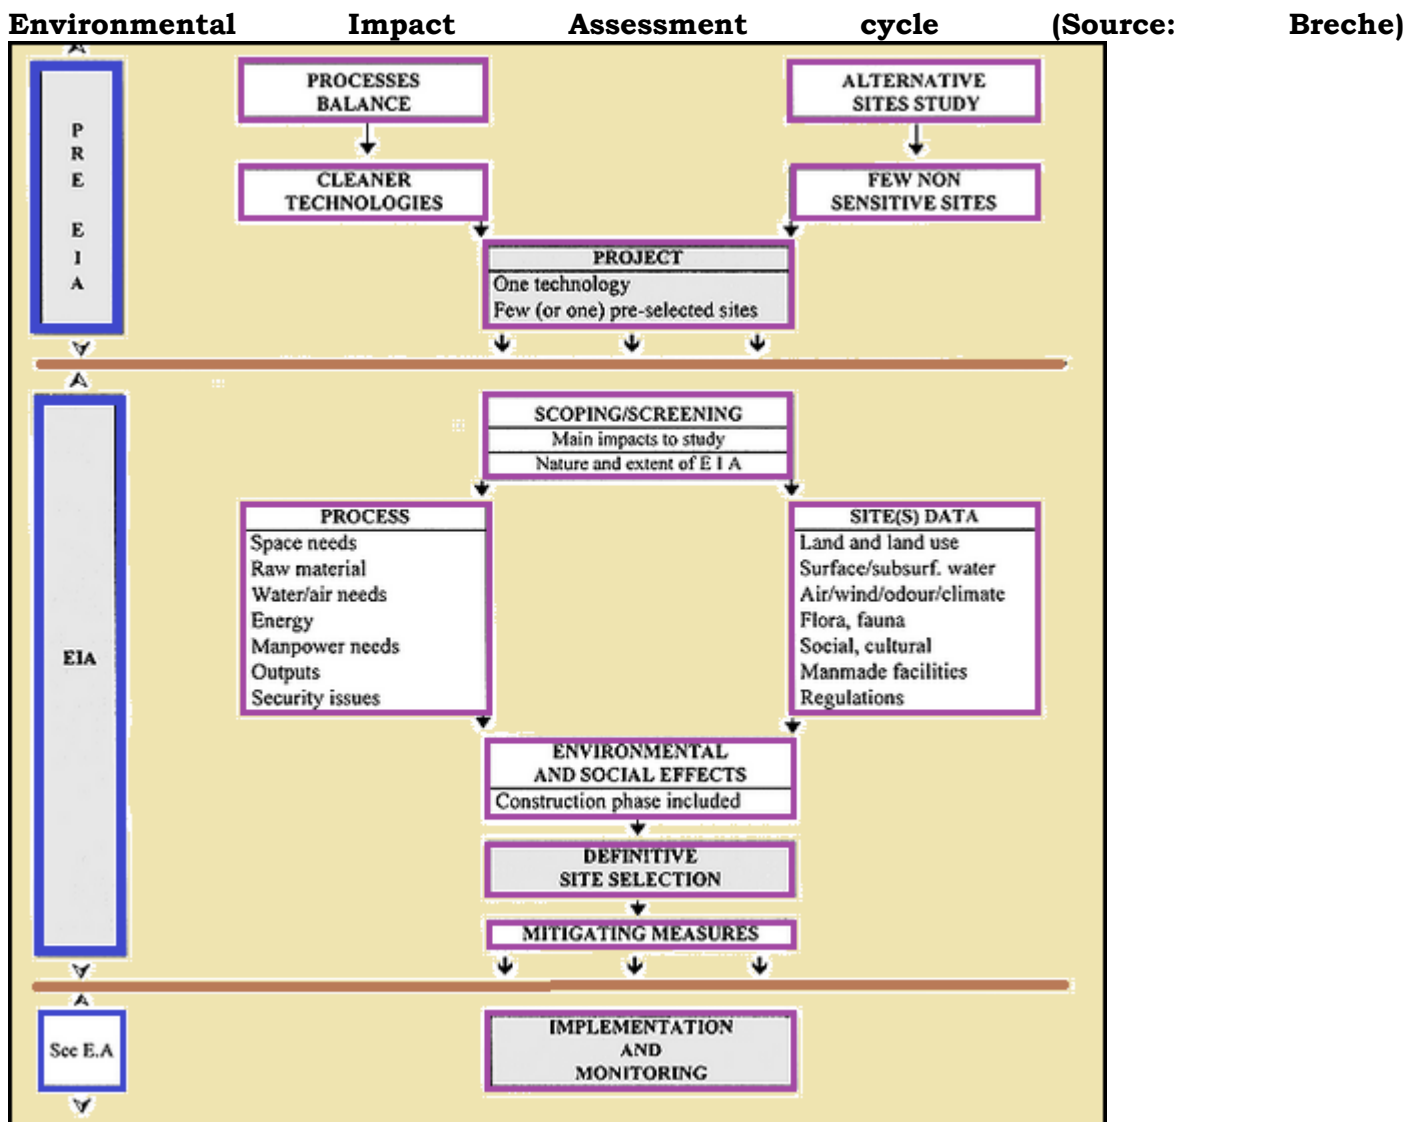 Environmental Impact Assessment cycle (Source: Breche)
PRE EIA
PROCESSES
BALANCE
ALTERNATIVE
SITES STUDY
CLEANER
TECHNOLOGIES
FEW NON
SENSITIVE SITES
PROJECT
One technology
Few (or one) pre-selected sites
EIA
SCOPING/SCREENING
Main impacts to study
Nature and extent of E I A
PROCESS
Space needs
Raw material
Water/air needs
Energy
Manpower needs
Outputs
Security issues
SITE(S) DATA
Land and land use
Surface/subsurf. water
Air/wind/odour/climate
Flora, fauna
Social, cultural
Manmade facilities
Regulations
ENVIRONMENTAL
AND SOCIAL EFFECTS
Construction phase included
DEFINITIVE
SITE SELECTION
MITIGATING MEASURES
See E.A
IMPLEMENTATION
AND
MONITORING